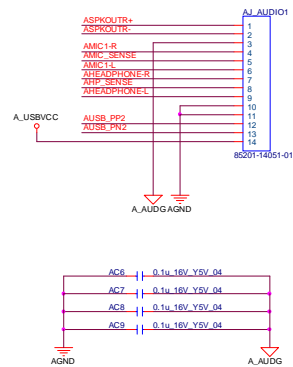 AJ_AUDIO1
ASPKOUTR+ 1
ASPKOUTR- 2
3
AMIC1-R 4
AMIC_SENSE 5
AMIC1-L 6
AHEADPHONE-R 7
AHP_SENSE 8
AHEADPHONE-L 9
10
A_USBVCC 11
AUSB_PP2 12
AUSB_PN2 13
14
85201-14051-01
A_AUDG AGND
AC6 0.1u_16V_Y5V_04
AC7 0.1u_16V_Y5V_04
AC8 0.1u_16V_Y5V_04
AC9 0.1u_16V_Y5V_04
AGND A_AUDG